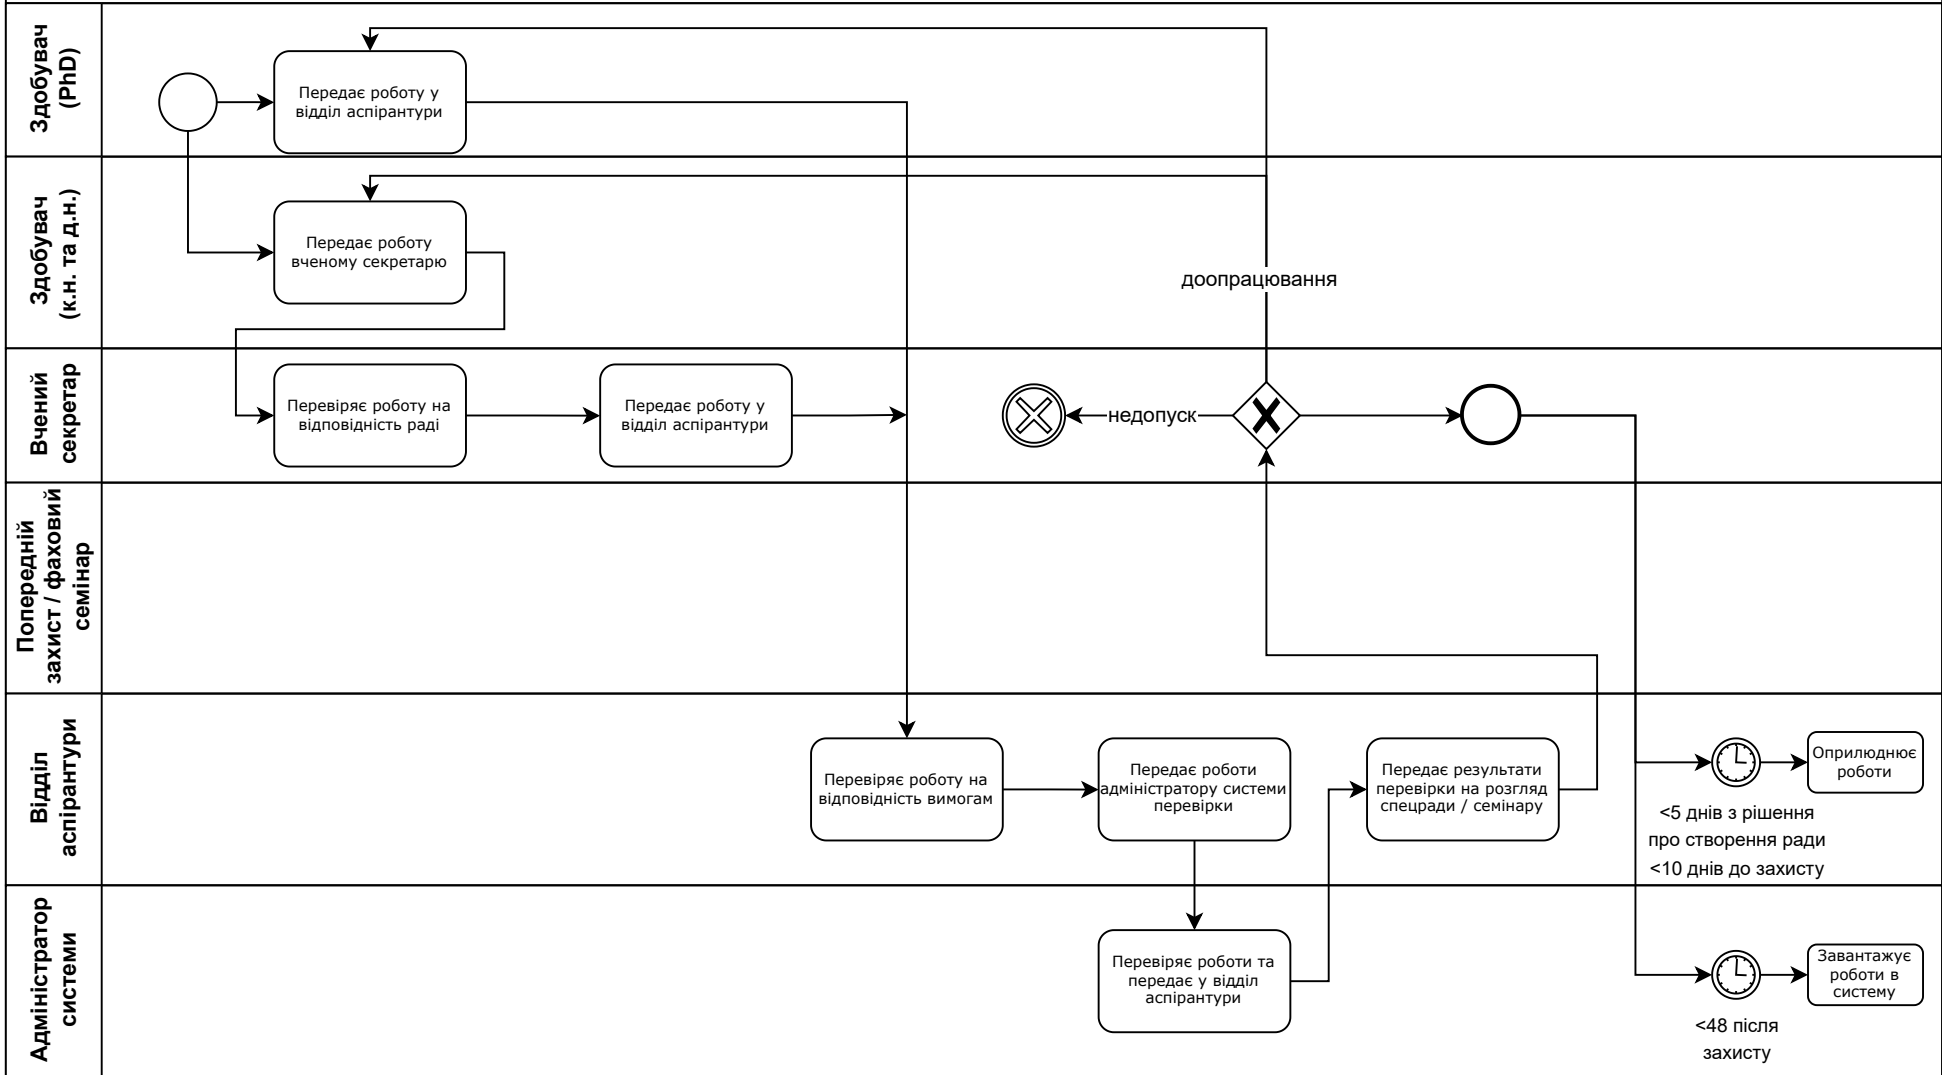 Здобувач
(PhD)
Передає роботу у
відділ аспірантури
Здобувач
(к.н. та д.н.)
Передає роботу
вченому секретарю
доопрацювання
Вчений
секретар
Перевіряє роботу на
відповідність раді
Передає роботу у
відділ аспірантури
недопуск
Попередній
захист / фаховий
семінар
Відділ
аспірантури
Перевіряє роботу на
відповідність вимогам
Передає роботи
адміністратору системи
перевірки
Передає результати
перевірки на розгляд
спецради / семінару
Оприлюднює
роботи
<5 днів з рішення
про створення ради
<10 днів до захисту
Адміністратор
системи
Перевіряє роботи та
передає у відділ
аспірантури
Завантажує
роботи в
систему
<48 після
захисту